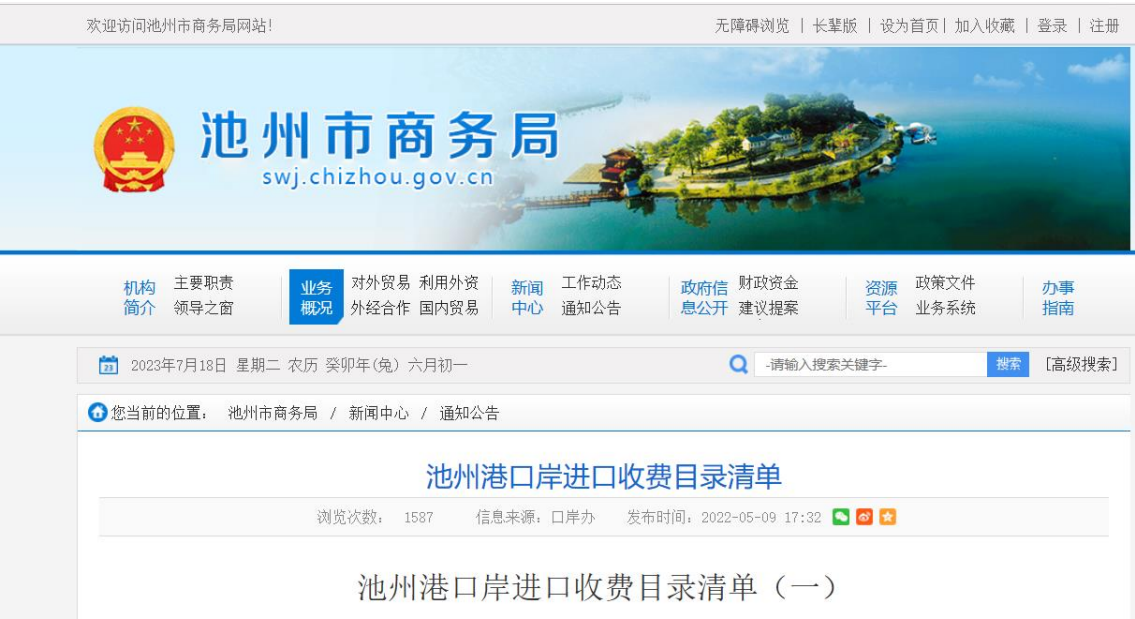 欢迎访问池州市商务局网站!
无障碍浏览 | 长辈版 | 设为首页| 加入收藏 | 登录 | 注册
池州市商务局
swj.chizhou.gov.cn
机构简介 主要职责 领导之窗
业务概况 对外贸易 利用外资 外经合作 国内贸易
新闻中心 工作动态 通知公告
政府信息公开 财政资金 建议提案
资源平台 政策文件 业务系统
办事指南
23 2023年7月18日 星期二 农历 癸卯年(兔) 六月初一
-请输入搜索关键字- 搜索 [高级搜索]
您当前的位置： 池州市商务局 / 新闻中心 / 通知公告
池州港口岸进口收费目录清单
浏览次数： 1587 信息来源：口岸办 发布时间：2022-05-09 17:32
池州港口岸进口收费目录清单（一）